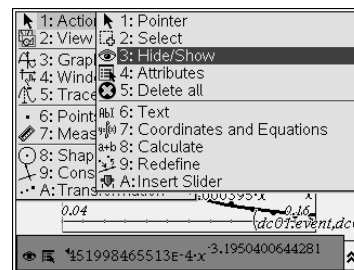 1: Actio
2: View
3: Grap
4: Wind
5: Trace
6: Point
7: Meas
8: Shap
9: Cons
A: Trans
1: Pointer
2: Select
3: Hide/Show
4: Attributes
5: Delete all
6: Text
7: Coordinates and Equations
8: Calculate
9: Redefine
A: Insert Slider
0.04
0.16
x
(dc01.event,dc
451998465513E-4·x^-3.1950400644281